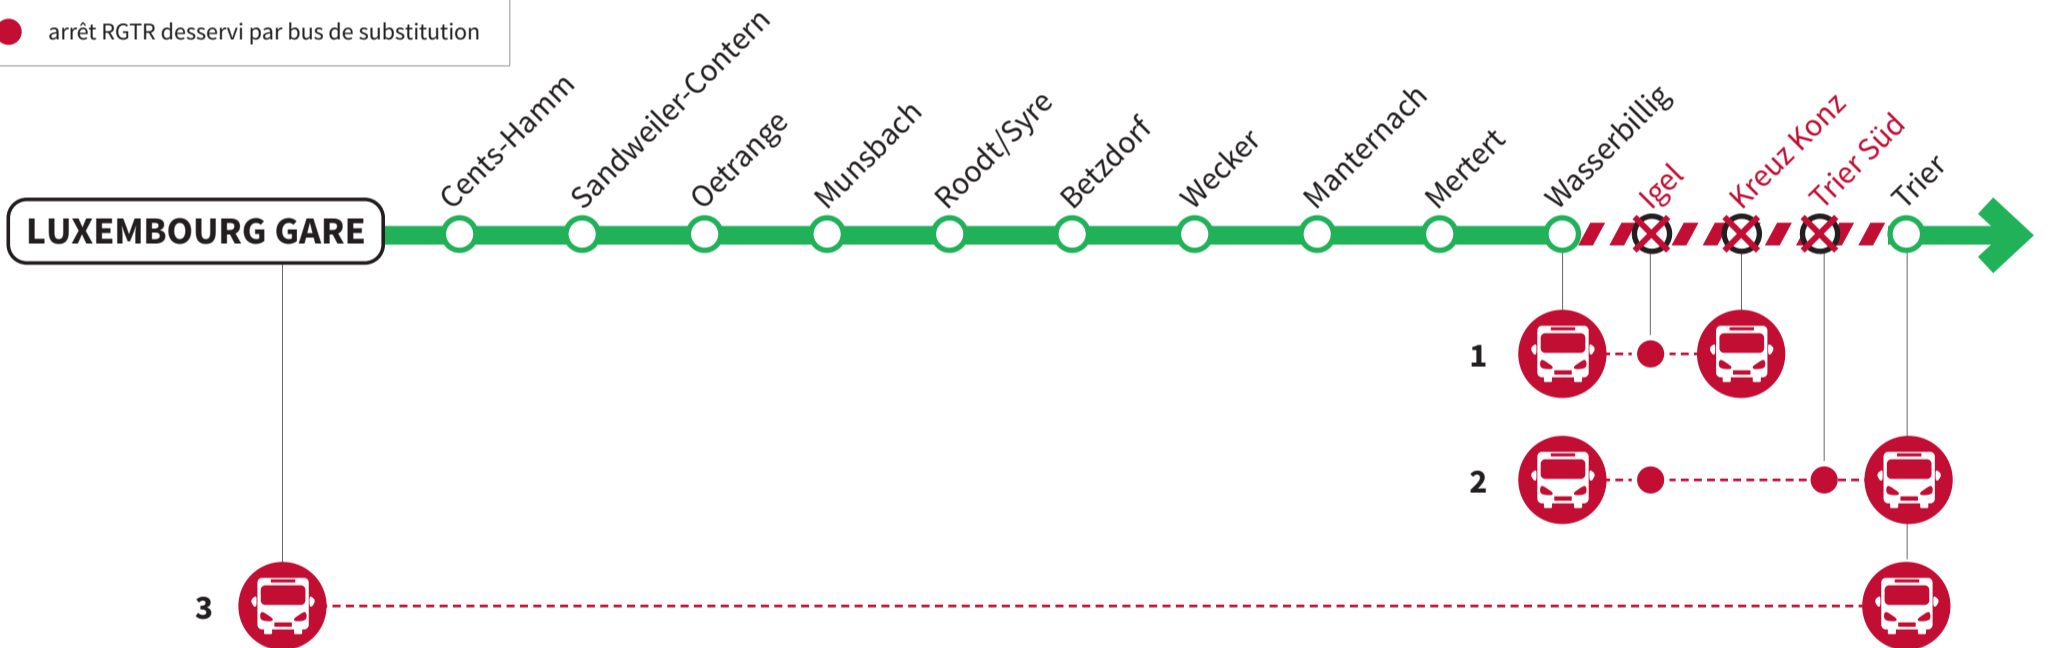 arrêt RGTR desservi par bus de substitution
LUXEMBOURG GARE
Cents-Hamm
Sandweiler-Contern
Oetrange
Munsbach
Roodt/Syre
Betzdorf
Wecker
Manternach
Mertert
Wasserbillig
Igel
Kreuz Konz
Trier Süd
Trier
1
2
3